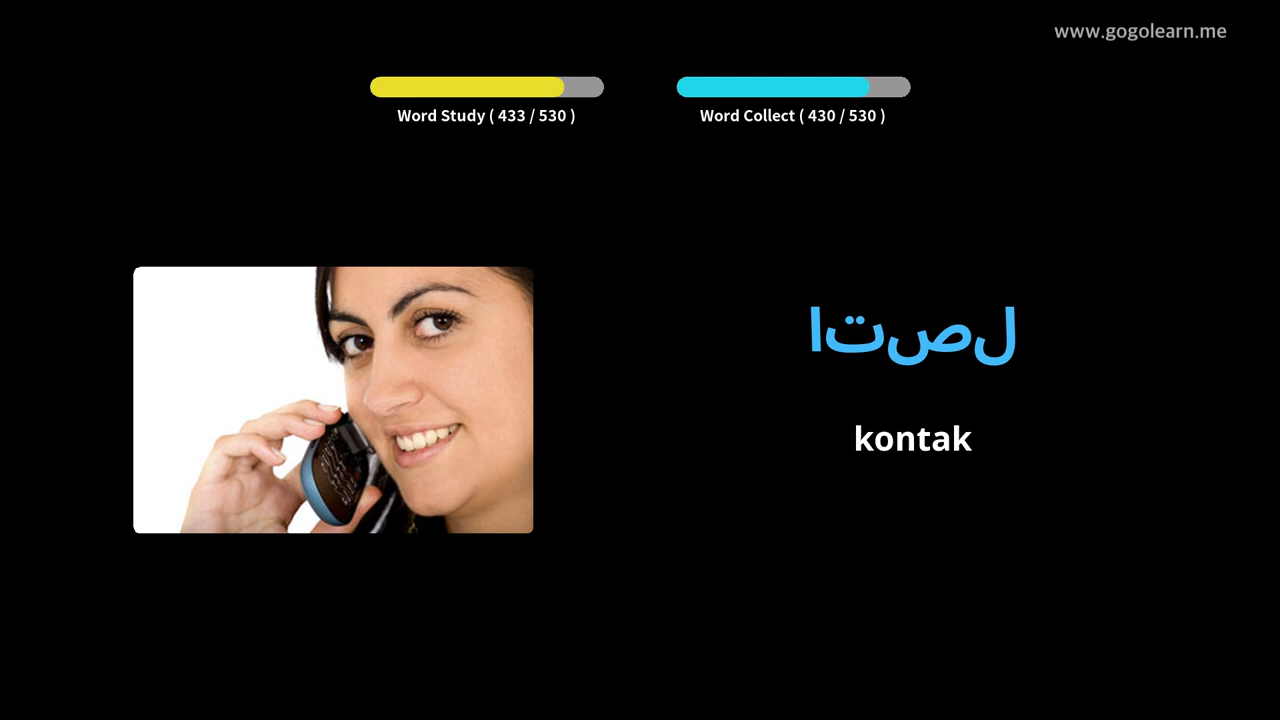 www.gogolearn.me
Word Study ( 433 / 530 )
Word Collect ( 430 / 530 )
اتصل
kontak